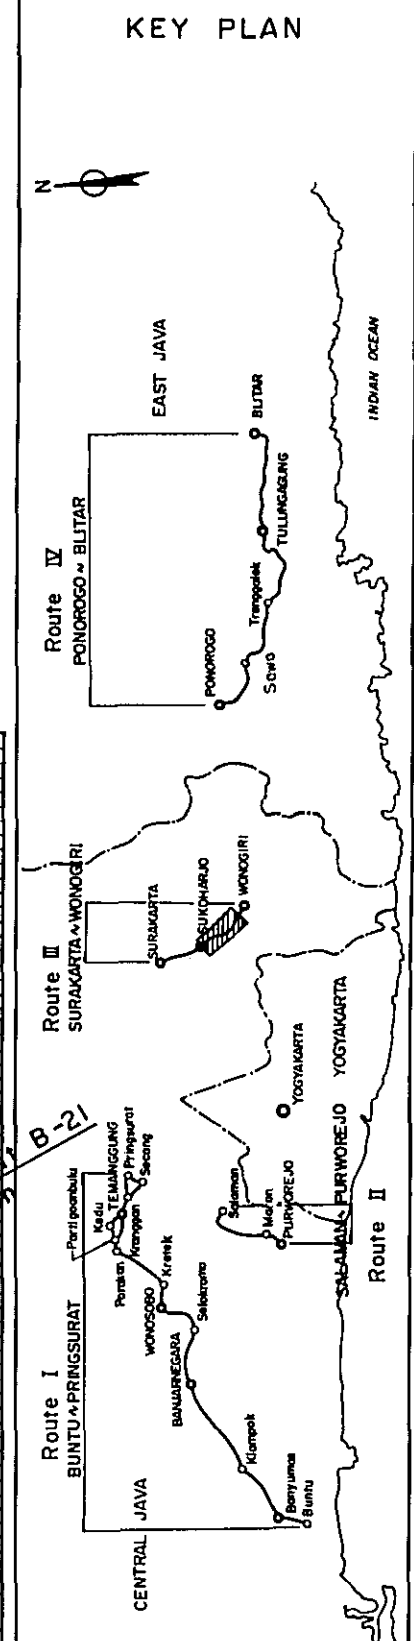 KEY PLAN
N
CENTRAL JAVA
Route I
BUNTU ~ PRINGSURAT
Buntu
Banyumas
Klampok
BANJARNEGARA
Selokromo
WONOSOBO
Kretek
Parakan
Kedu
TEMANGGUNG
Kranggan
Pringsurat
Secang
B-21
Route II
SALAMAN ~ PURWOREJO
Salaman
Maron
PURWOREJO
YOGYAKARTA
YOGYAKARTA
Route III
SURAKARTA ~ WONOGIRI
SURAKARTA
SUKOHARJO
WONOGIRI
Route IV
PONOROGO ~ BLITAR
PONOROGO
Sawo
Trenggalek
TULUNGAGUNG
BLITAR
EAST JAVA
INDIAN OCEAN